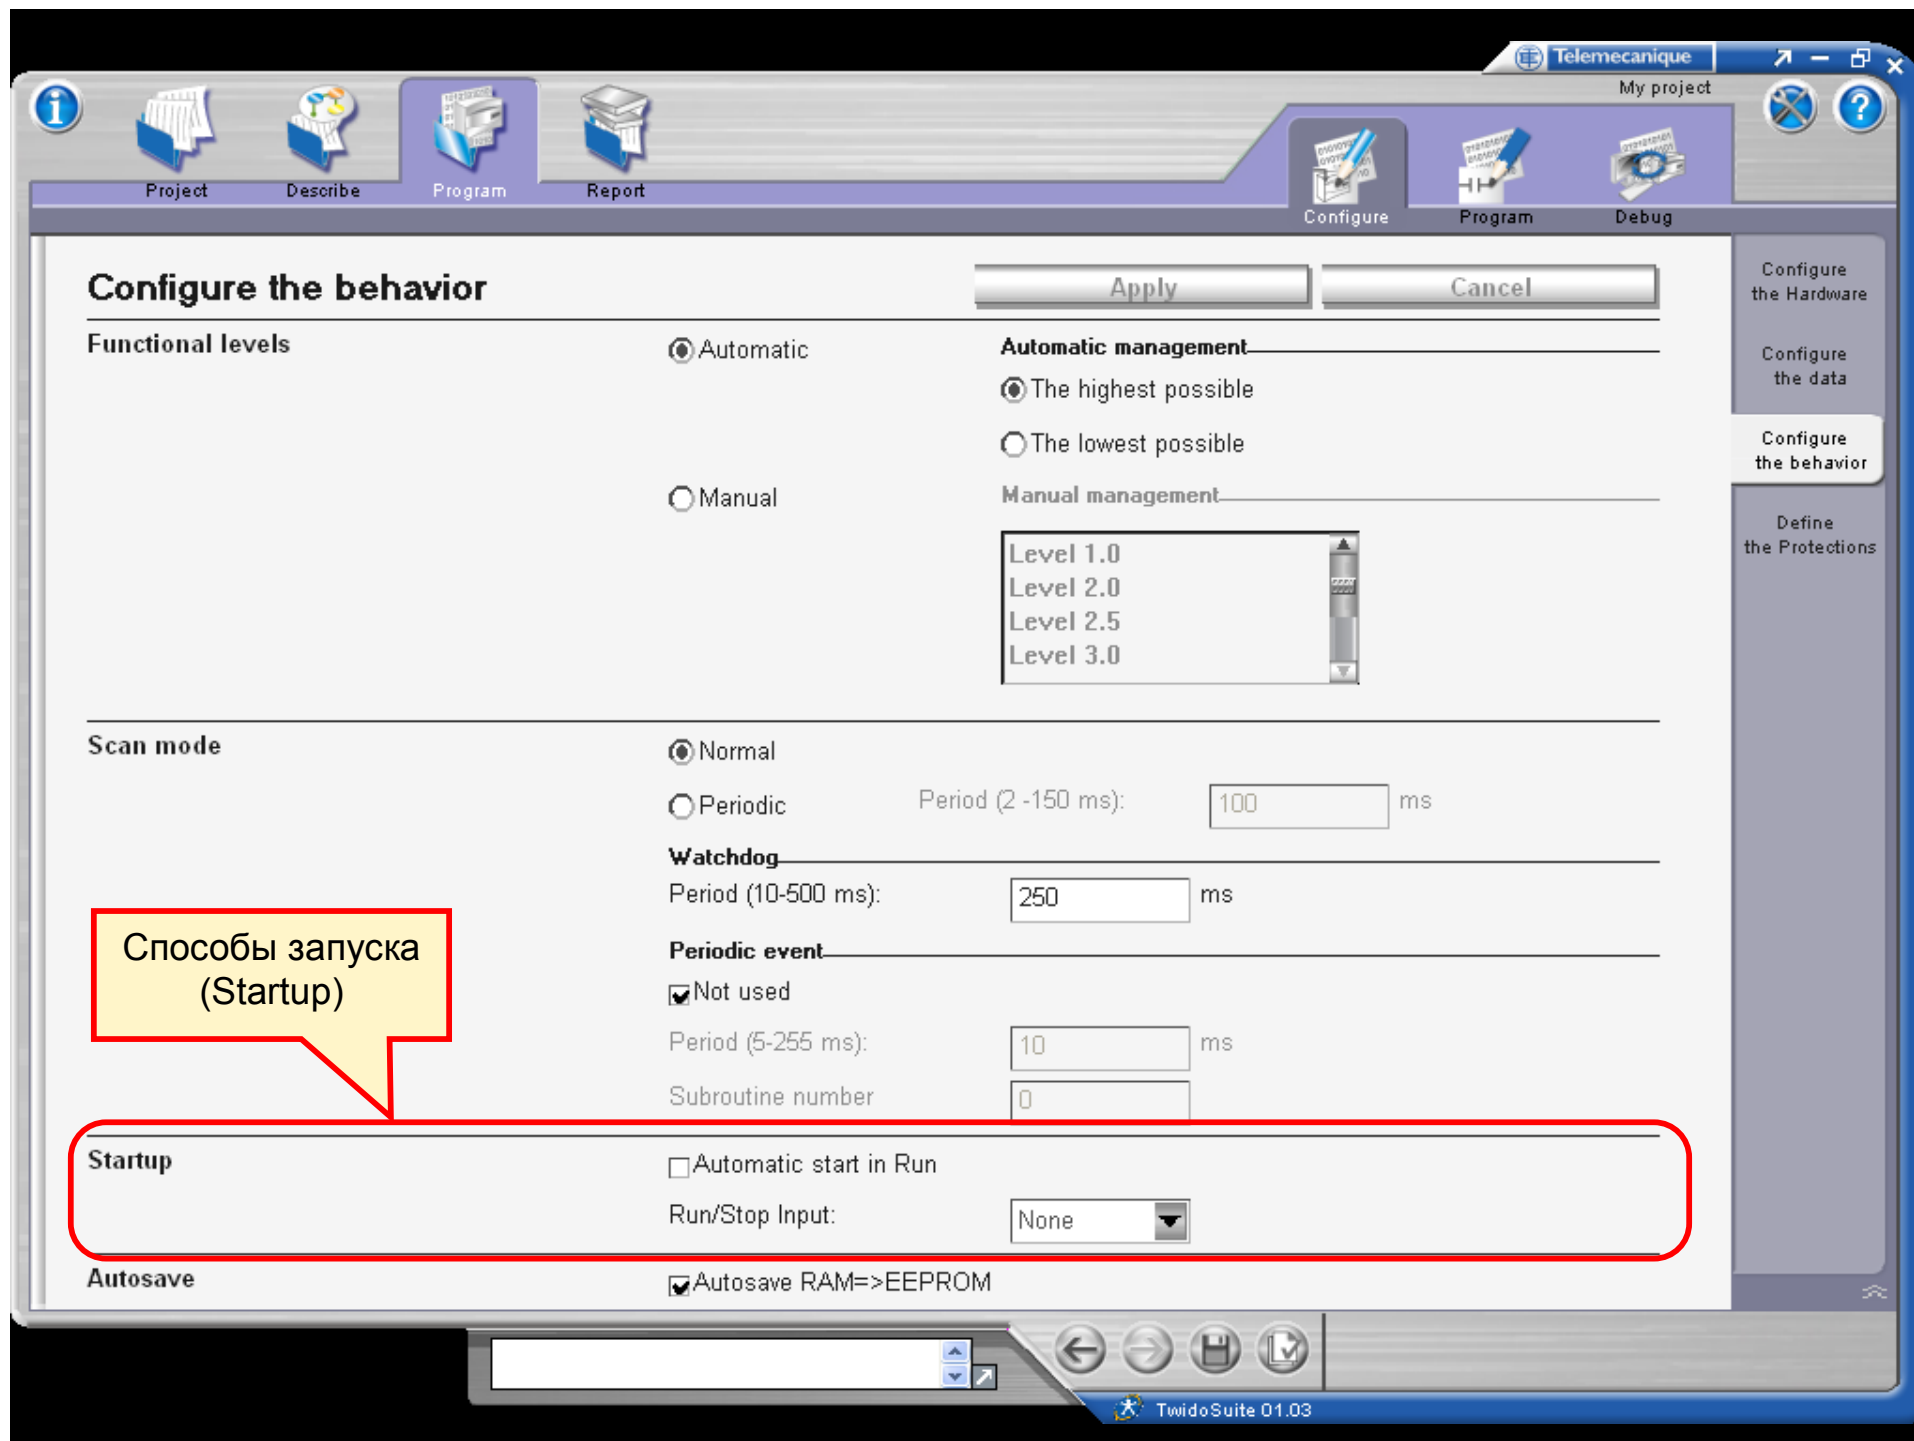 Telemecanique
My project
Project
Describe
Program
Report
Configure
Program
Debug
Configure the behavior
Apply
Cancel
Configure
the Hardware
Configure
the data
Configure
the behavior
Define
the Protections
Functional levels
Automatic
Automatic management
The highest possible
The lowest possible
Manual
Manual management
Level 1.0
Level 2.0
Level 2.5
Level 3.0
Scan mode
Normal
Periodic
Period (2 -150 ms):
100
ms
Watchdog
Period (10-500 ms):
250
ms
Periodic event
Not used
Period (5-255 ms):
10
ms
Subroutine number
0
Способы запуска
(Startup)
Startup
Automatic start in Run
Run/Stop Input:
None
Autosave
Autosave RAM=>EEPROM
TwidoSuite 01.03